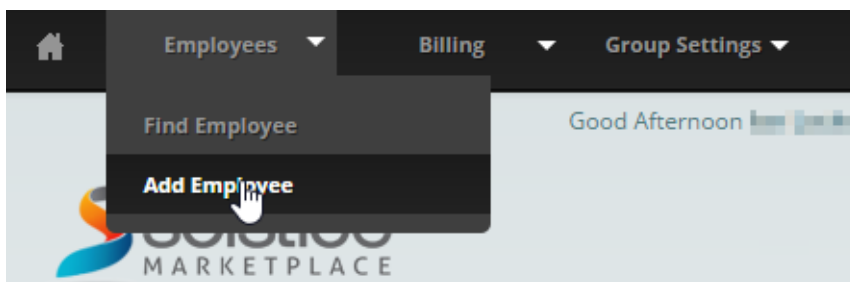 Employees
Billing
Group Settings
Find Employee
Good Afternoon
Add Employee
MARKETPLACE